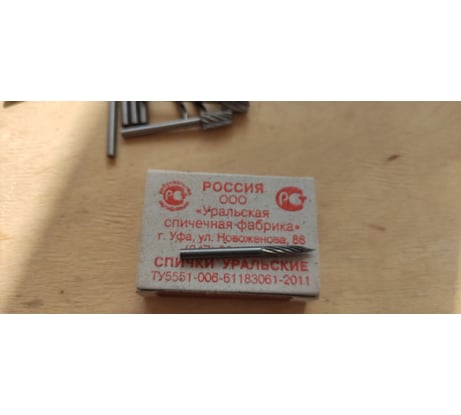 РОССИЯ
ООО
«Уральская
спичечная фабрика»
г. Уфа, ул. Новоженова, 88
СПИЧКИ УРАЛЬСКИЕ
ТУ5551-006-61183061-2011